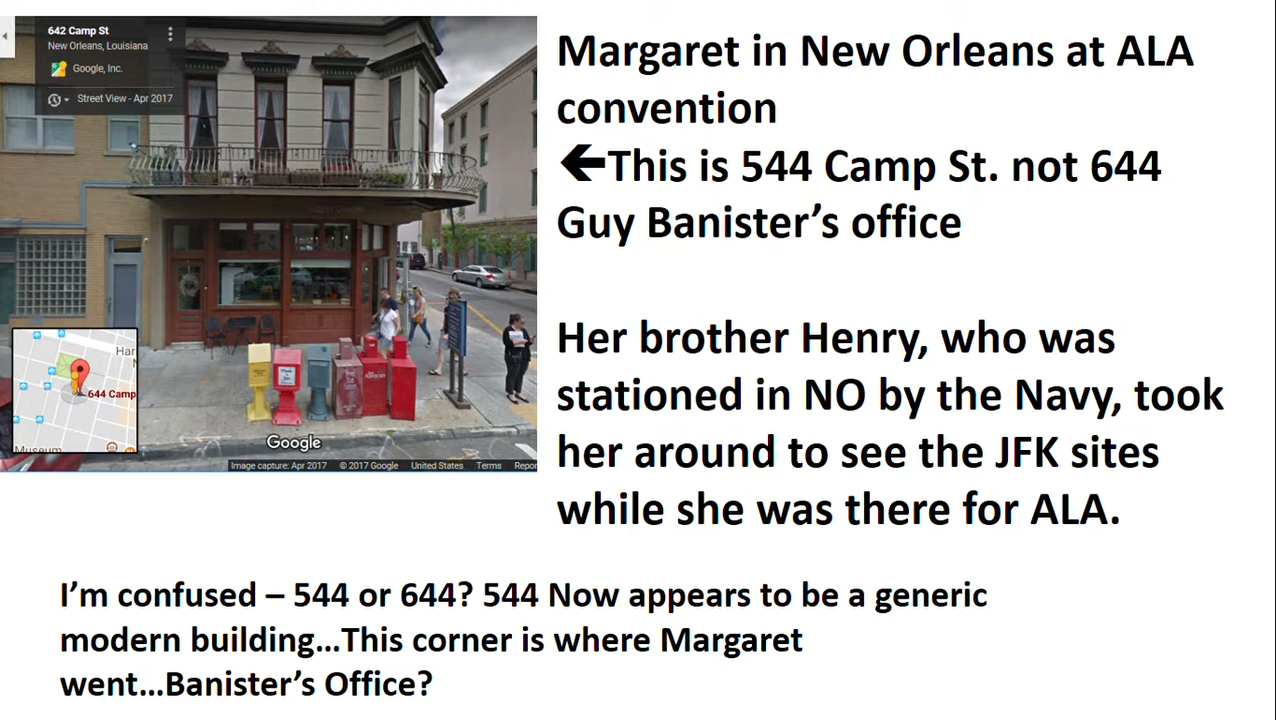 642 Camp St
New Orleans, Louisiana
Google, Inc.
Street View - Apr 2017
Har
644 Camp
Museum
Google
Image capture: Apr 2017 © 2017 Google United States Terms Repor
Margaret in New Orleans at ALA
convention
←This is 544 Camp St. not 644
Guy Banister’s office
Her brother Henry, who was
stationed in NO by the Navy, took
her around to see the JFK sites
while she was there for ALA.
I’m confused – 544 or 644? 544 Now appears to be a generic
modern building…This corner is where Margaret
went…Banister’s Office?